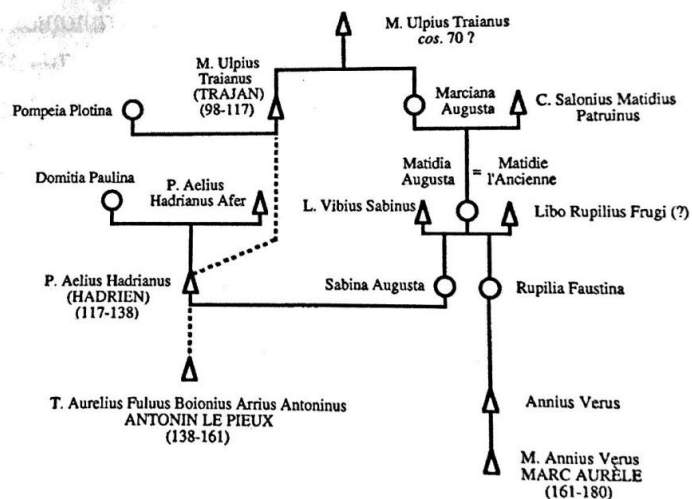 M. Ulpius Traianus
cos. 70 ?
M. Ulpius
Traianus
(TRAJAN)
(98-117)
Pompeia Plotina
Marciana
Augusta
C. Salonius Matidius
Patruinus
Domitia Paulina
P. Aelius
Hadrianus Afer
Matidia
Augusta
=
Matidie
l'Ancienne
L. Vibius Sabinus
Libo Rupilius Frugi (?)
P. Aelius Hadrianus
(HADRIEN)
(117-138)
Sabina Augusta
Rupilia Faustina
T. Aurelius Fuluus Boionius Arrius Antoninus
ANTONIN LE PIEUX
(138-161)
Annius Verus
M. Annius Verus
MARC AURÈLE
(161-180)